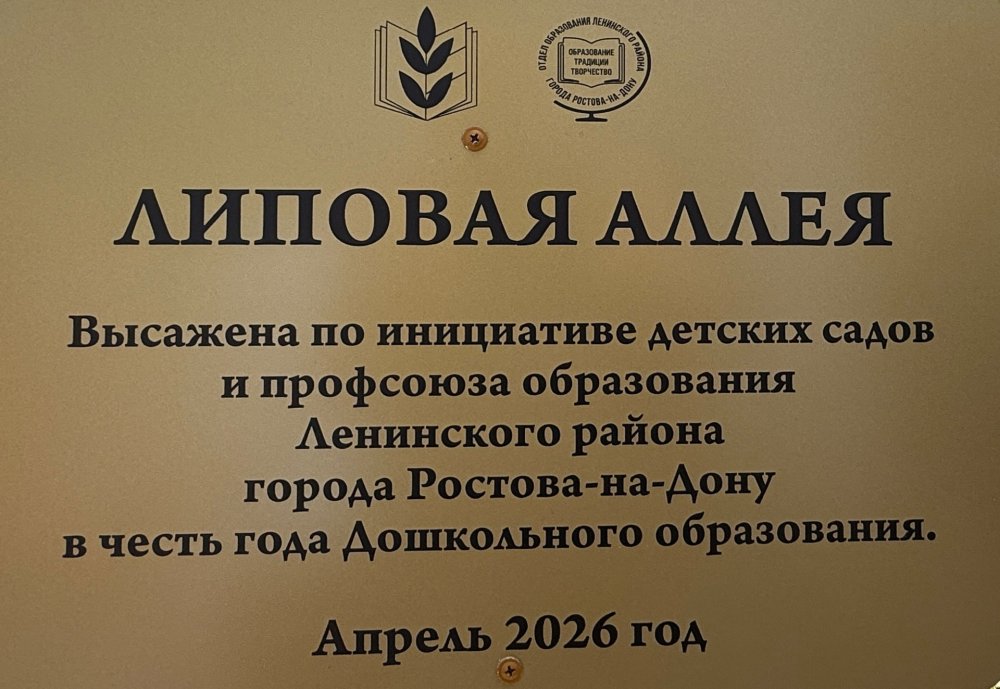 ОТДЕЛ ОБРАЗОВАНИЯ ЛЕНИНСКОГО РАЙОНА
ГОРОДА РОСТОВА-НА-ДОНУ
ОБРАЗОВАНИЕ
ТРАДИЦИИ
ТВОРЧЕСТВО
ЛИПОВАЯ АЛЛЕЯ
Высажена по инициативе детских садов
и профсоюза образования
Ленинского района
города Ростова-на-Дону
в честь года Дошкольного образования.
Апрель 2026 год